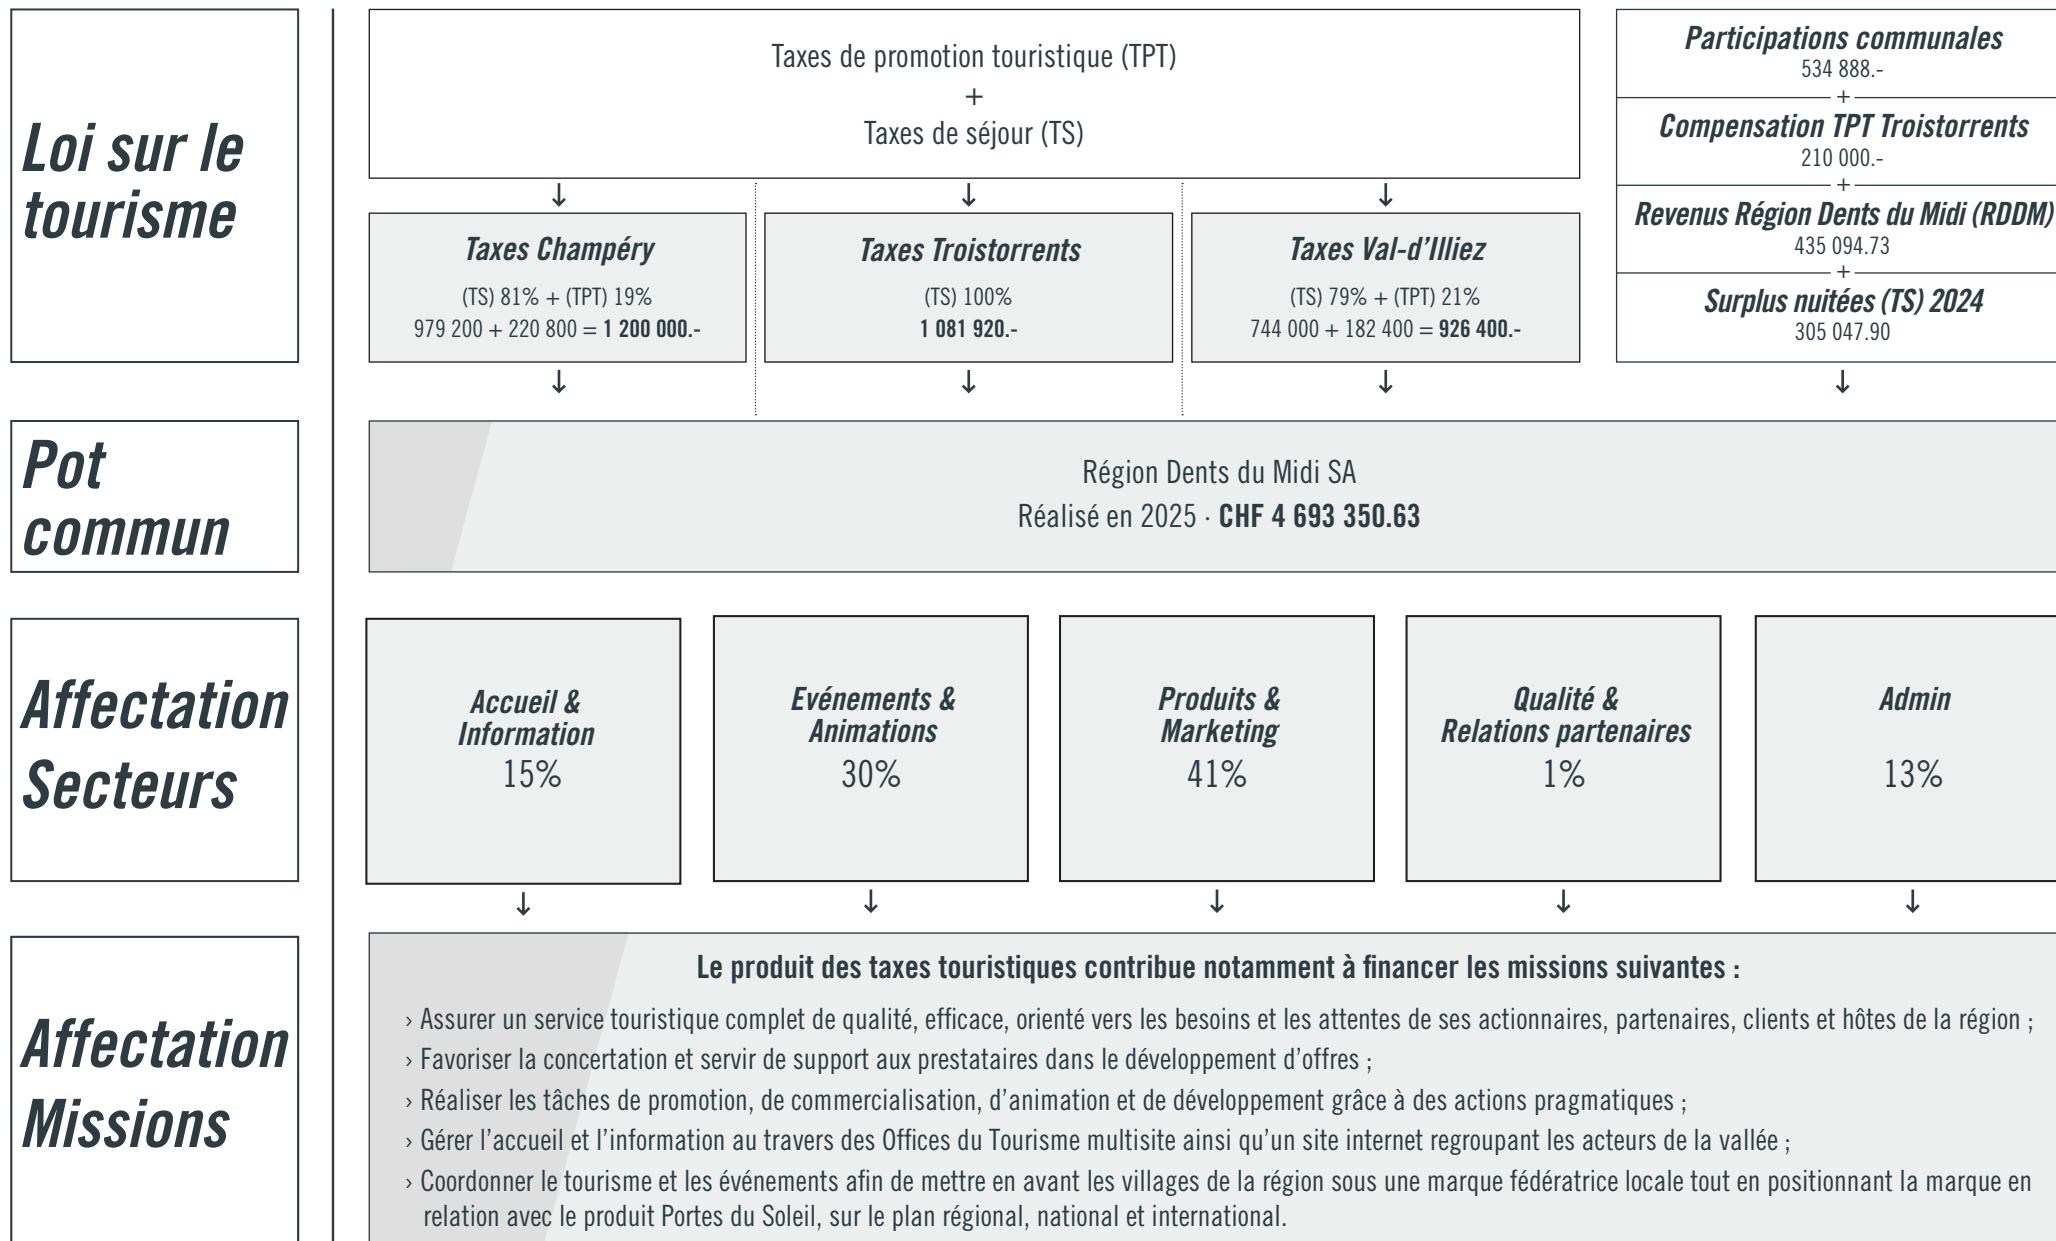 Loi sur le
tourisme
Taxes de promotion touristique (TPT)
+
Taxes de séjour (TS)
Taxes Champéry
(TS) 81% + (TPT) 19%
979 200 + 220 800 = 1 200 000.-
Taxes Troistorrents
(TS) 100%
1 081 920.-
Taxes Val-d’Illiez
(TS) 79% + (TPT) 21%
744 000 + 182 400 = 926 400.-
Participations communales
534 888.-
+
Compensation TPT Troistorrents
210 000.-
+
Revenus Région Dents du Midi (RDDM)
435 094.73
+
Surplus nuitées (TS) 2024
305 047.90
Pot
commun
Région Dents du Midi SA
Réalisé en 2025 · CHF 4 693 350.63
Affectation
Secteurs
Accueil &
Information
15%
Evénements &
Animations
30%
Produits &
Marketing
41%
Qualité &
Relations partenaires
1%
Admin
13%
Affectation
Missions
Le produit des taxes touristiques contribue notamment à financer les missions suivantes :
› Assurer un service touristique complet de qualité, efficace, orienté vers les besoins et les attentes de ses actionnaires, partenaires, clients et hôtes de la région ;
› Favoriser la concertation et servir de support aux prestataires dans le développement d’offres ;
› Réaliser les tâches de promotion, de commercialisation, d’animation et de développement grâce à des actions pragmatiques ;
› Gérer l’accueil et l’information au travers des Offices du Tourisme multisite ainsi qu’un site internet regroupant les acteurs de la vallée ;
› Coordonner le tourisme et les événements afin de mettre en avant les villages de la région sous une marque fédératrice locale tout en positionnant la marque en
relation avec le produit Portes du Soleil, sur le plan régional, national et international.